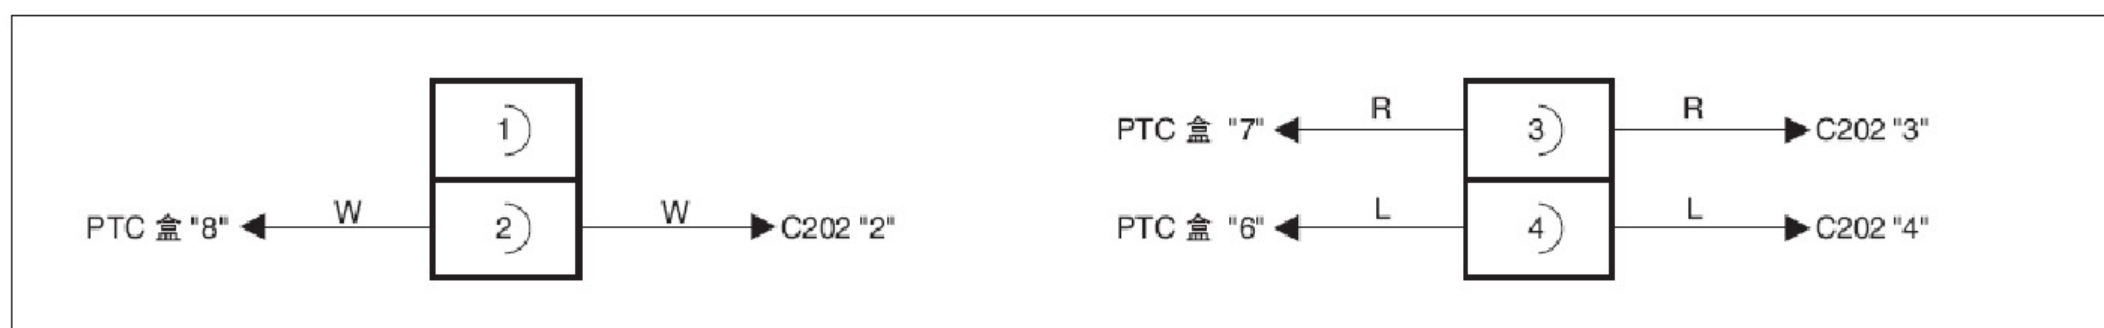 1
PTC 盒 "8" W 2 W C202 "2"
PTC 盒 "7" R 3 R C202 "3"
PTC 盒 "6" L 4 L C202 "4"